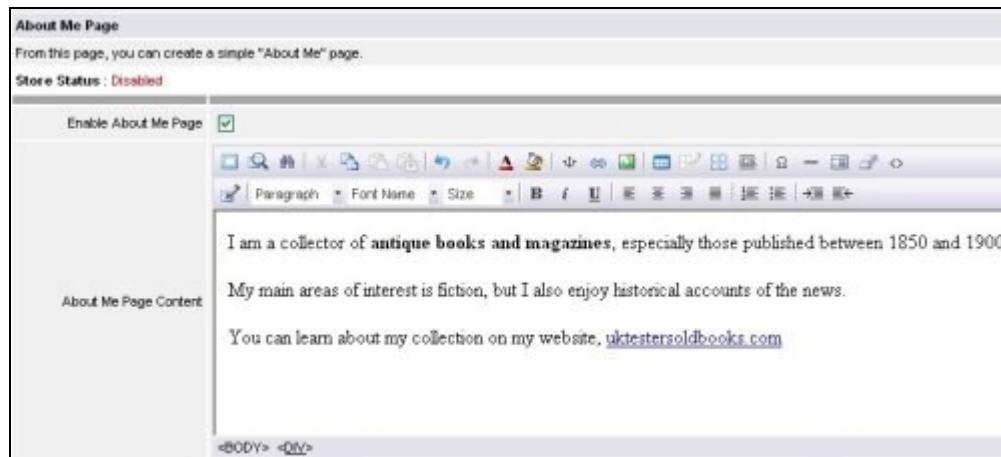 About Me Page
From this page, you can create a simple "About Me" page.
Store Status : Disabled
Enable About Me Page
Paragraph Font Name Size B i U
I am a collector of antique books and magazines, especially those published between 1850 and 1900
My main areas of interest is fiction, but I also enjoy historical accounts of the news.
About Me Page Content
You can learn about my collection on my website, uktestersoldbooks.com
<BODY> <DIV>